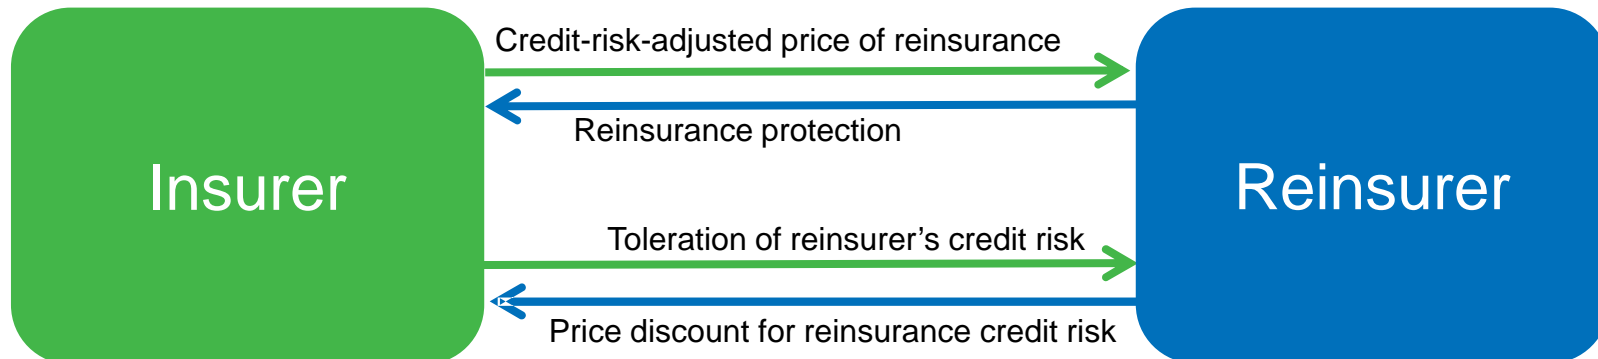 Credit-risk-adjusted price of reinsurance
Reinsurance protection
Insurer
Reinsurer
Toleration of reinsurer’s credit risk
Price discount for reinsurance credit risk